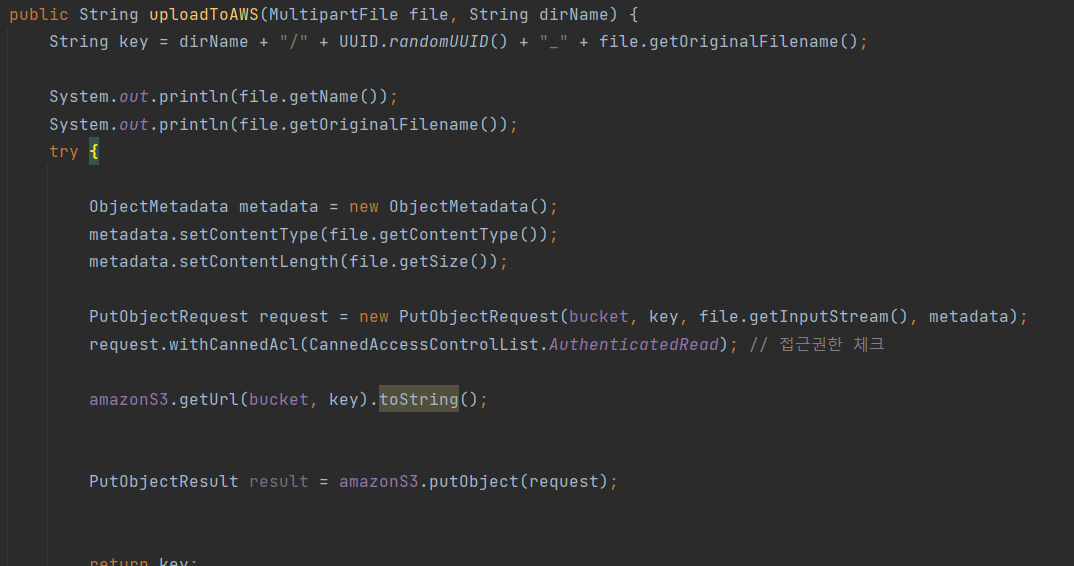 public String uploadToAWS(MultipartFile file, String dirName) {
String key = dirName + "/" + UUID.randomUUID() + "_" + file.getOriginalFilename();
System.out.println(file.getName());
System.out.println(file.getOriginalFilename());
try {
ObjectMetadata metadata = new ObjectMetadata();
metadata.setContentType(file.getContentType());
metadata.setContentLength(file.getSize());
PutObjectRequest request = new PutObjectRequest(bucket, key, file.getInputStream(), metadata);
request.withCannedAcl(CannedAccessControlList.AuthenticatedRead); // 접근권한 체크
amazonS3.getUrl(bucket, key).toString();
PutObjectResult result = amazonS3.putObject(request);
return key;